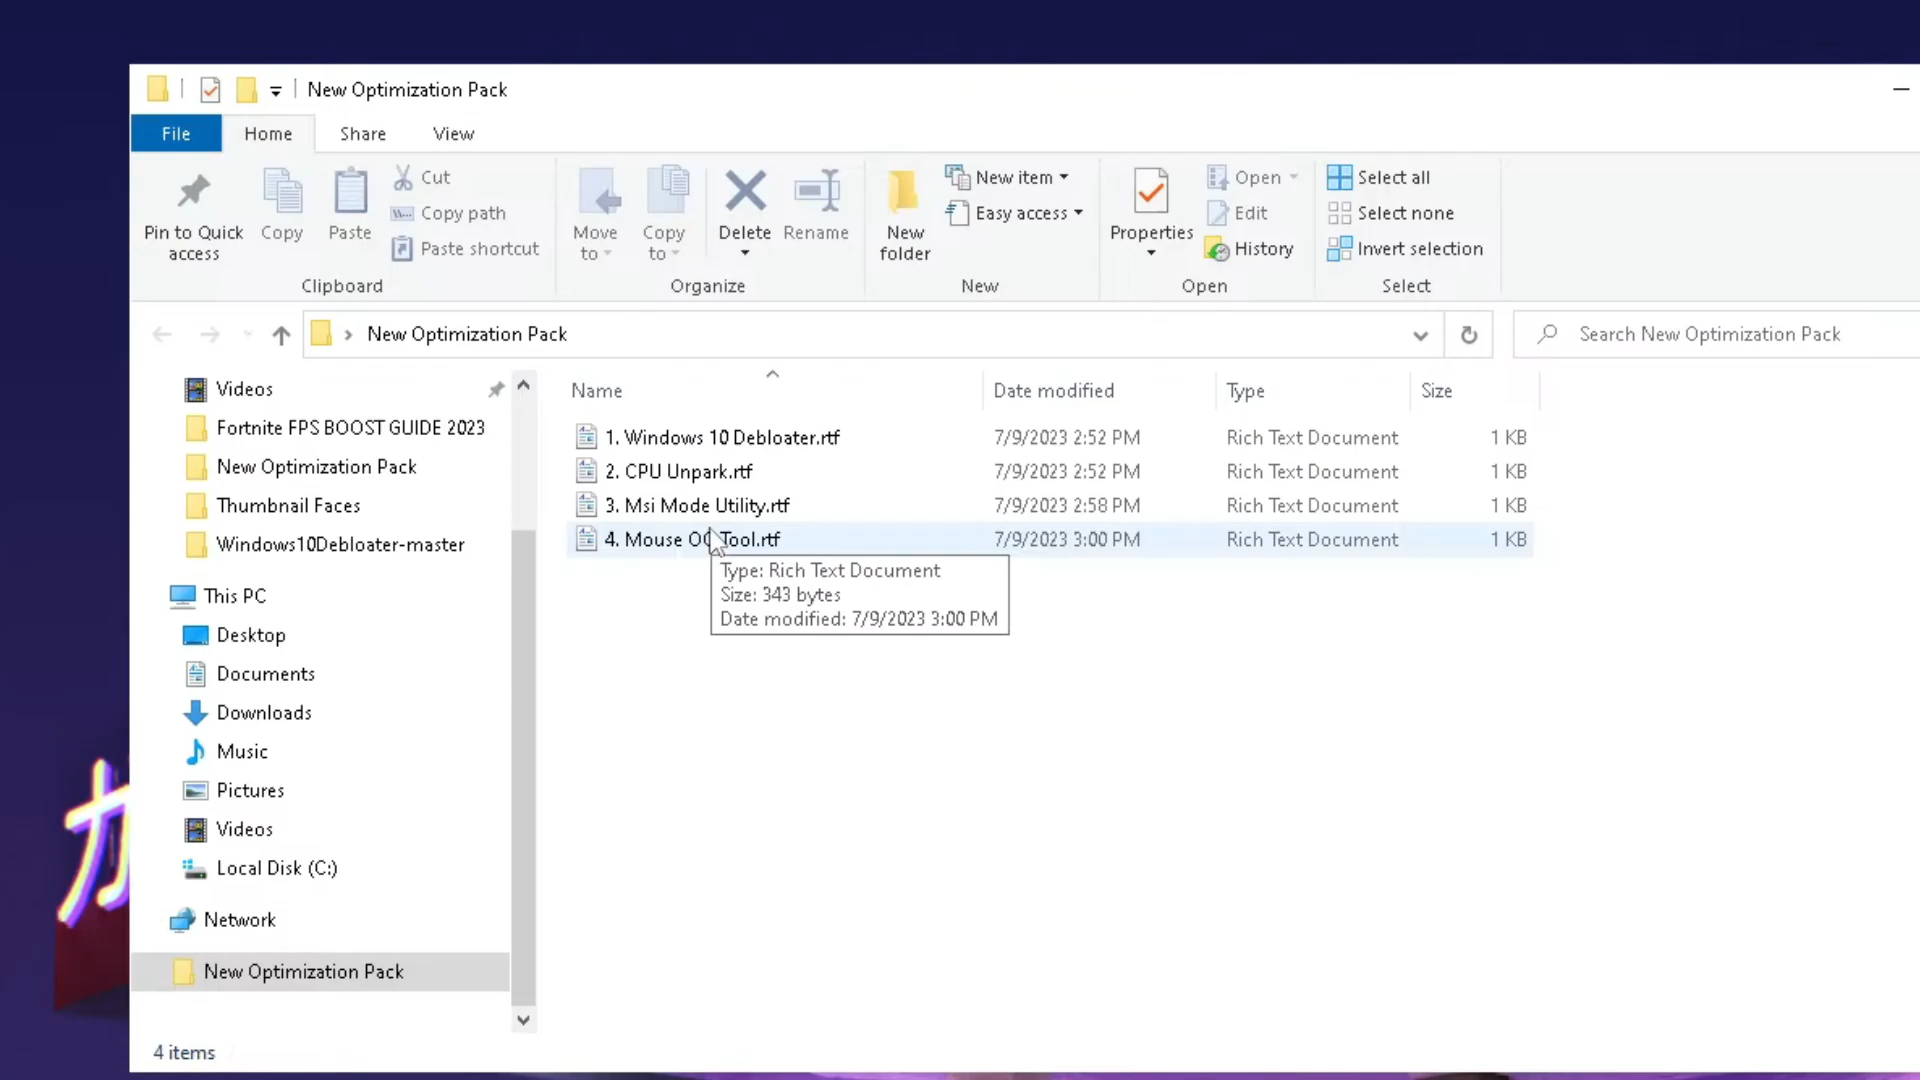 New Optimization Pack
File Home Share View
Pin to Quick access
Copy
Paste
Cut
Copy path
Paste shortcut
Clipboard
Move to
Copy to
Delete
Rename
Organize
New folder
New item
Easy access
New
Properties
Open
Edit
History
Open
Select all
Select none
Invert selection
Select
New Optimization Pack
Search New Optimization Pack
Videos
Fortnite FPS BOOST GUIDE 2023
New Optimization Pack
Thumbnail Faces
Windows10Debloater-master
This PC
Desktop
Documents
Downloads
Music
Pictures
Videos
Local Disk (C:)
Network
New Optimization Pack
Name Date modified Type Size
1. Windows 10 Debloater.rtf 7/9/2023 2:52 PM Rich Text Document 1 KB
2. CPU Unpark.rtf 7/9/2023 2:52 PM Rich Text Document 1 KB
3. Msi Mode Utility.rtf 7/9/2023 2:58 PM Rich Text Document 1 KB
4. Mouse OC Tool.rtf 7/9/2023 3:00 PM Rich Text Document 1 KB
Type: Rich Text Document
Size: 343 bytes
Date modified: 7/9/2023 3:00 PM
4 items